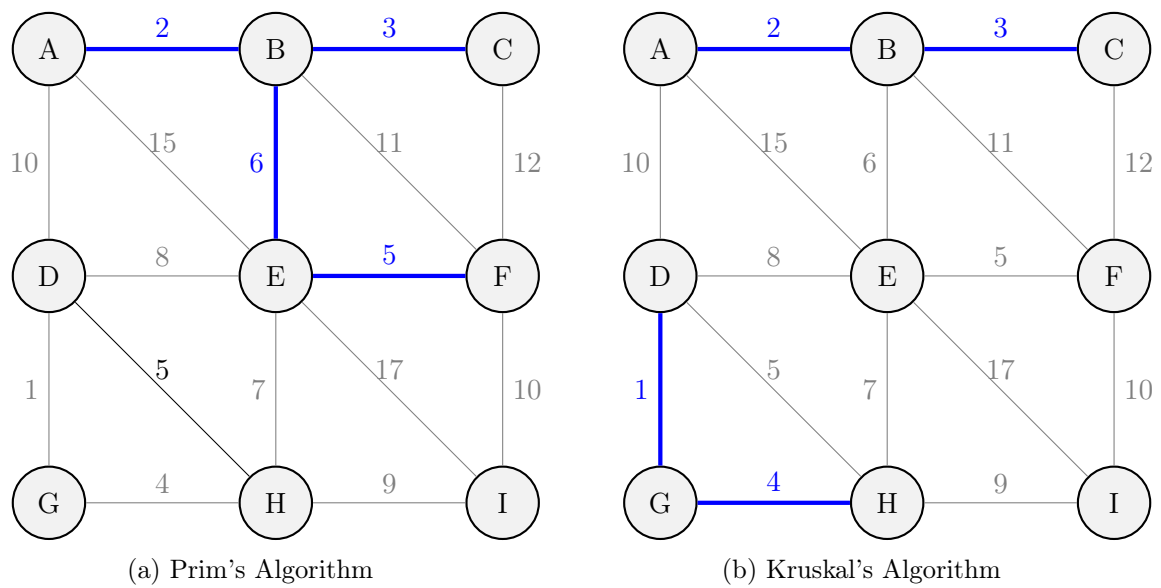 2 3 2 3
A B C A B C
10 15 6 11 12 10 15 6 11 12
8 5 8 5
D E F D E F
1 5 7 17 10 1 5 7 17 10
4 9 4 9
G H I G H I
(a) Prim's Algorithm (b) Kruskal's Algorithm